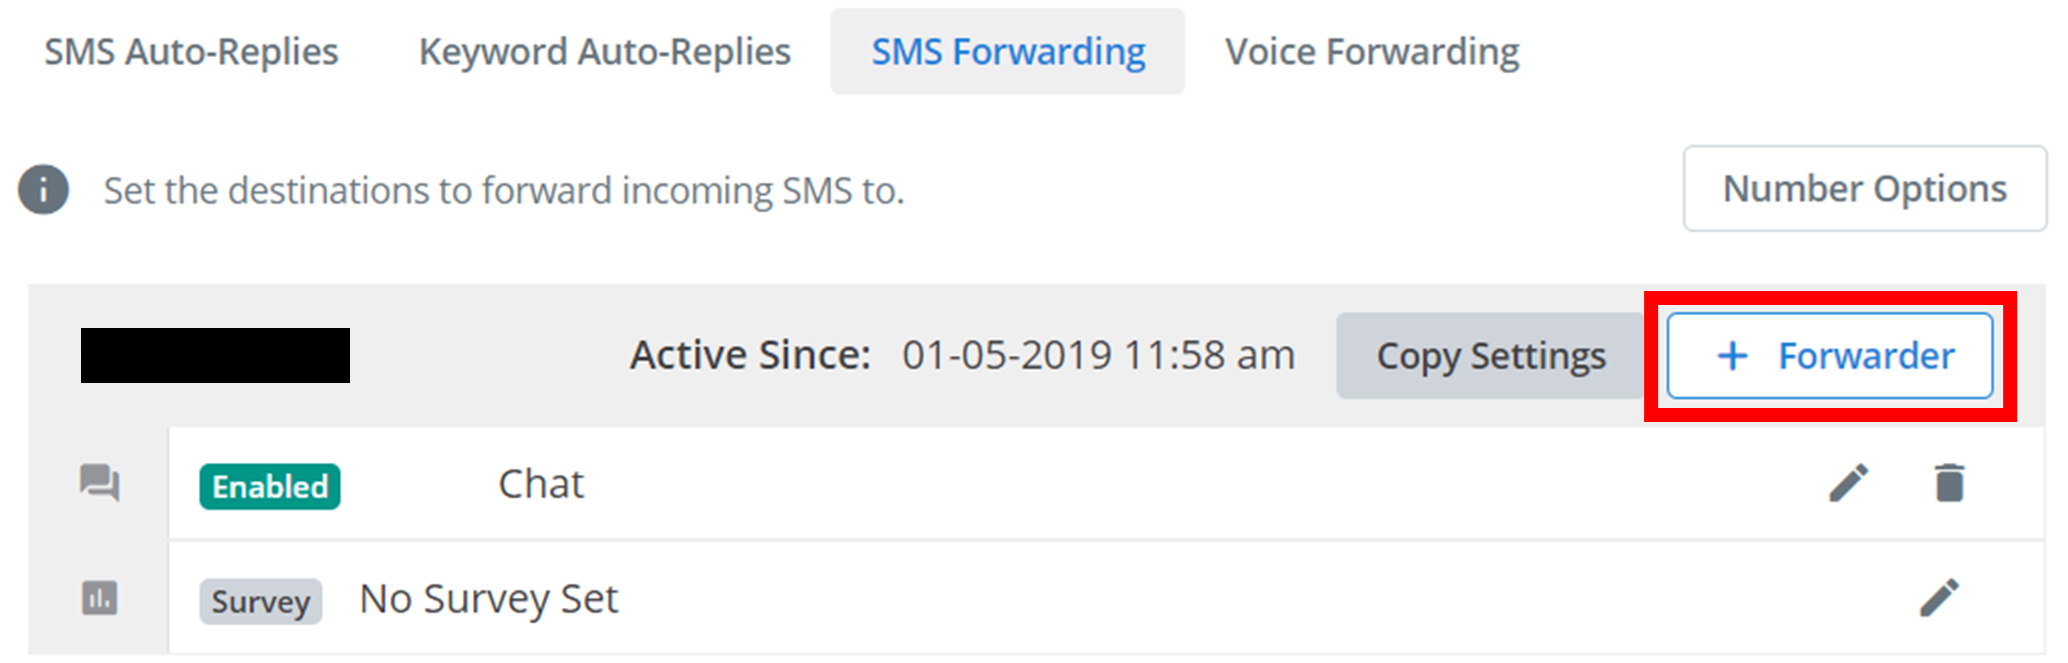 SMS Auto-Replies Keyword Auto-Replies SMS Forwarding Voice Forwarding
i Set the destinations to forward incoming SMS to. Number Options
Active Since: 01-05-2019 11:58 am Copy Settings + Forwarder
Enabled Chat
Survey No Survey Set